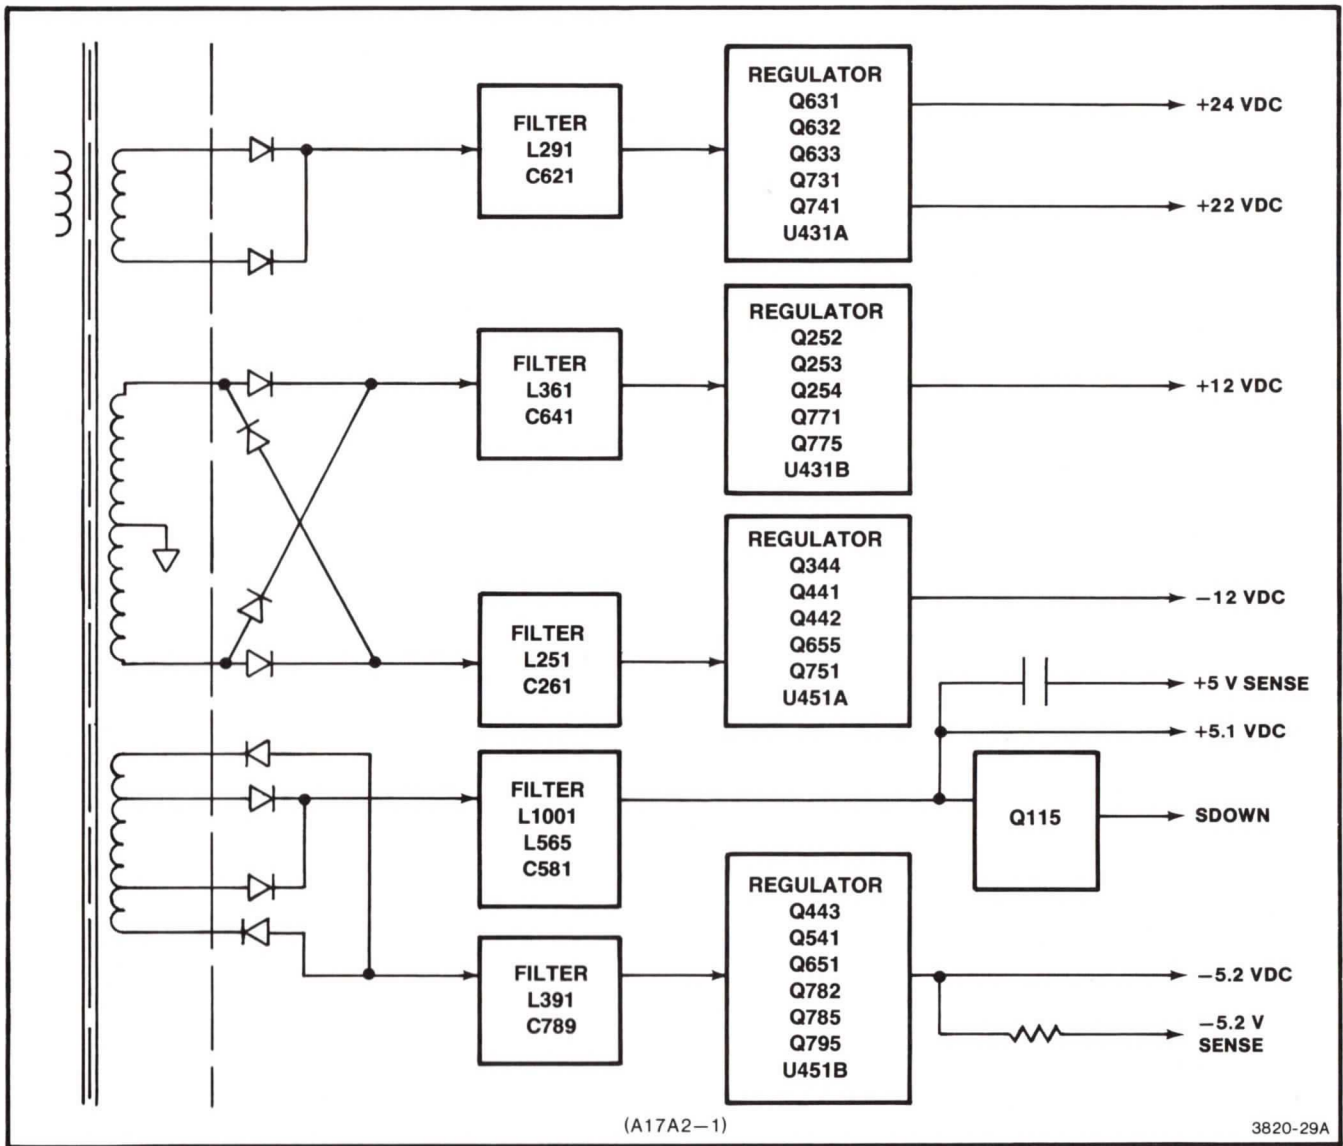 FILTER
L291
C621
REGULATOR
Q631
Q632
Q633
Q731
Q741
U431A
+24 VDC
+22 VDC
FILTER
L361
C641
REGULATOR
Q252
Q253
Q254
Q771
Q775
U431B
+12 VDC
FILTER
L251
C261
REGULATOR
Q344
Q441
Q442
Q655
Q751
U451A
−12 VDC
+5 V SENSE
+5.1 VDC
FILTER
L1001
L565
C581
Q115
SDOWN
FILTER
L391
C789
REGULATOR
Q443
Q541
Q651
Q782
Q785
Q795
U451B
−5.2 VDC
−5.2 V
SENSE
(A17A2−1)
3820-29A